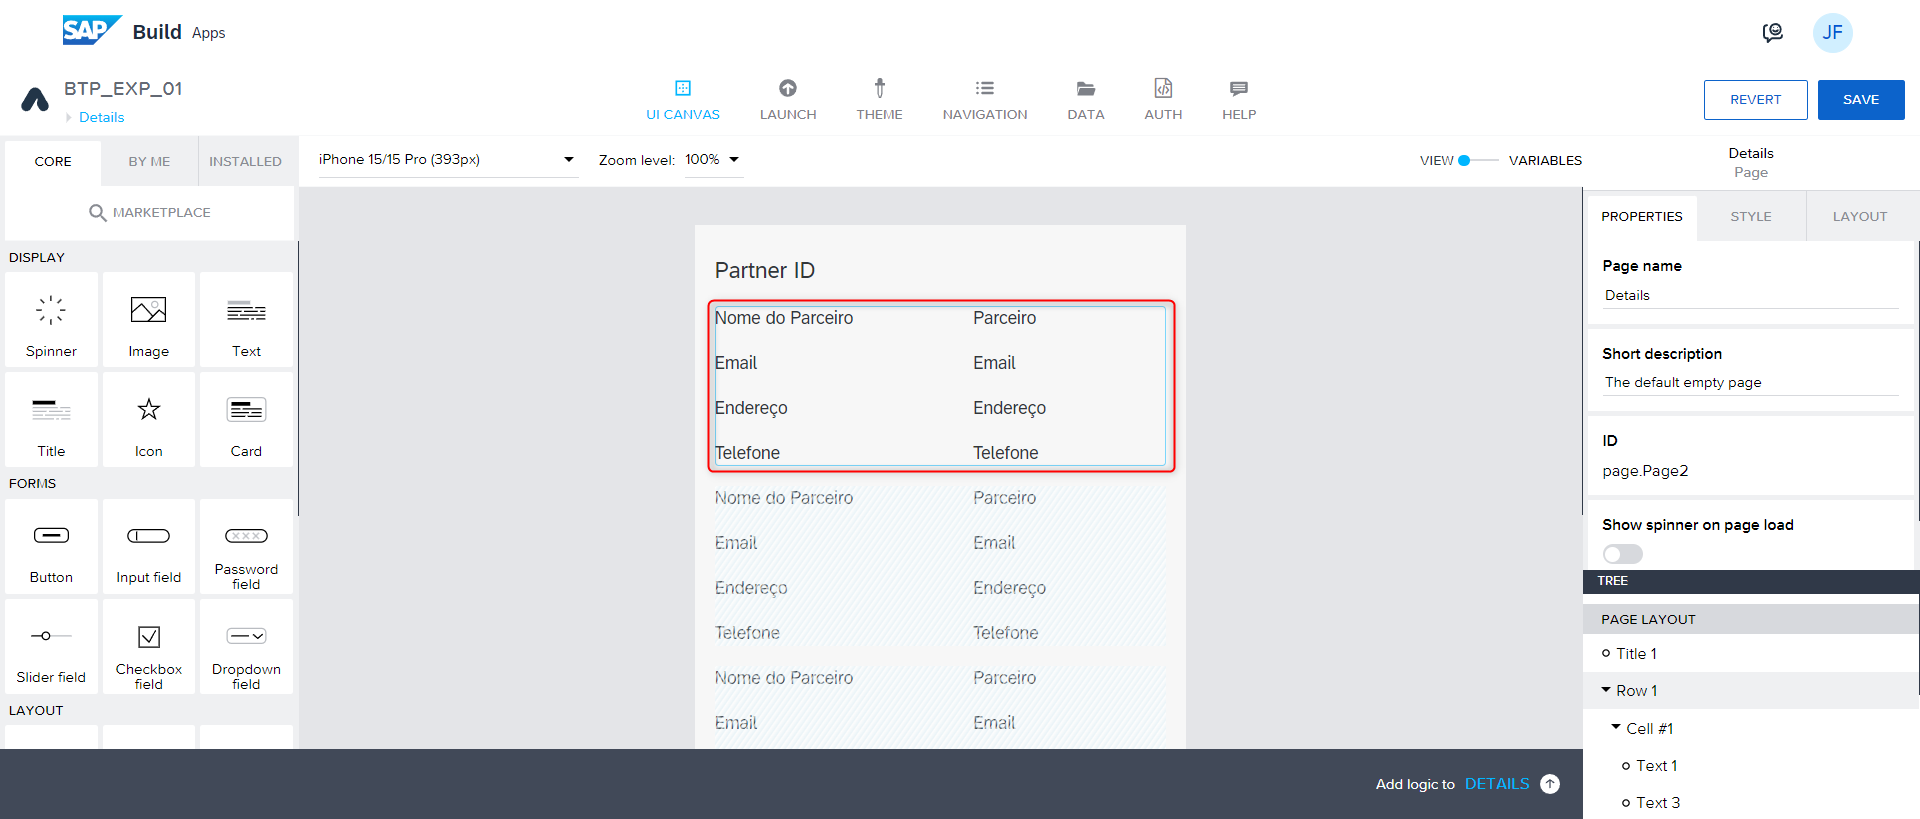 SAP Build Apps
JF
BTP_EXP_01
Details
UI CANVAS
LAUNCH
THEME
NAVIGATION
DATA
AUTH
HELP
REVERT
SAVE
CORE
BY ME
INSTALLED
iPhone 15/15 Pro (393px)
Zoom level: 100%
VIEW
VARIABLES
Details
Page
MARKETPLACE
PROPERTIES
STYLE
LAYOUT
DISPLAY
Spinner
Image
Text
Title
Icon
Card
FORMS
Button
Input field
Password
field
Slider field
Checkbox
field
Dropdown
field
LAYOUT
Partner ID
Nome do Parceiro Parceiro
Email Email
Endereço Endereço
Telefone Telefone
Nome do Parceiro Parceiro
Email Email
Endereço Endereço
Telefone Telefone
Nome do Parceiro Parceiro
Email Email
Add logic to DETAILS
Page name
Details
Short description
The default empty page
ID
page.Page2
Show spinner on page load
TREE
PAGE LAYOUT
Title 1
Row 1
Cell #1
Text 1
Text 3